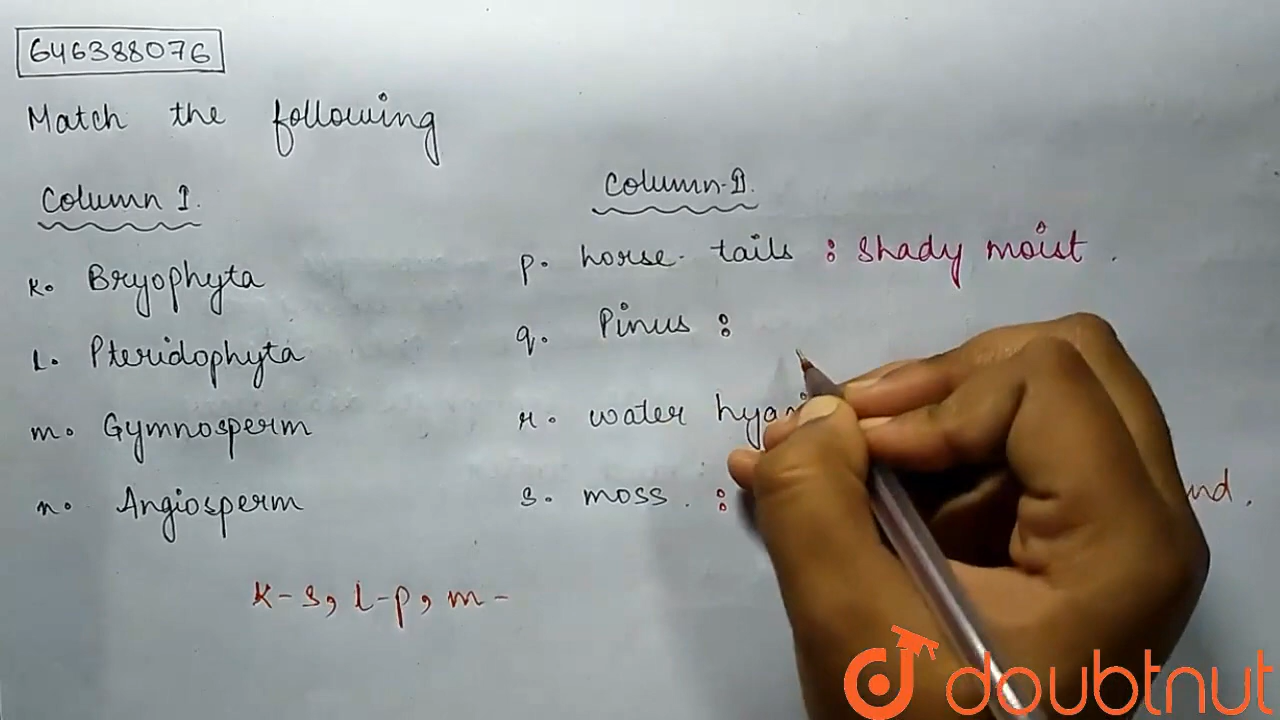 646388076
Match the following
Column I.
Column-II.
K. Bryophyta
p. horse-tails : Shady moist.
L. Pteridophyta
q. Pinus :
m. Gymnosperm
r. water
n. Angiosperm
s. moss. :
K-s, l-p, m-
doubtnut